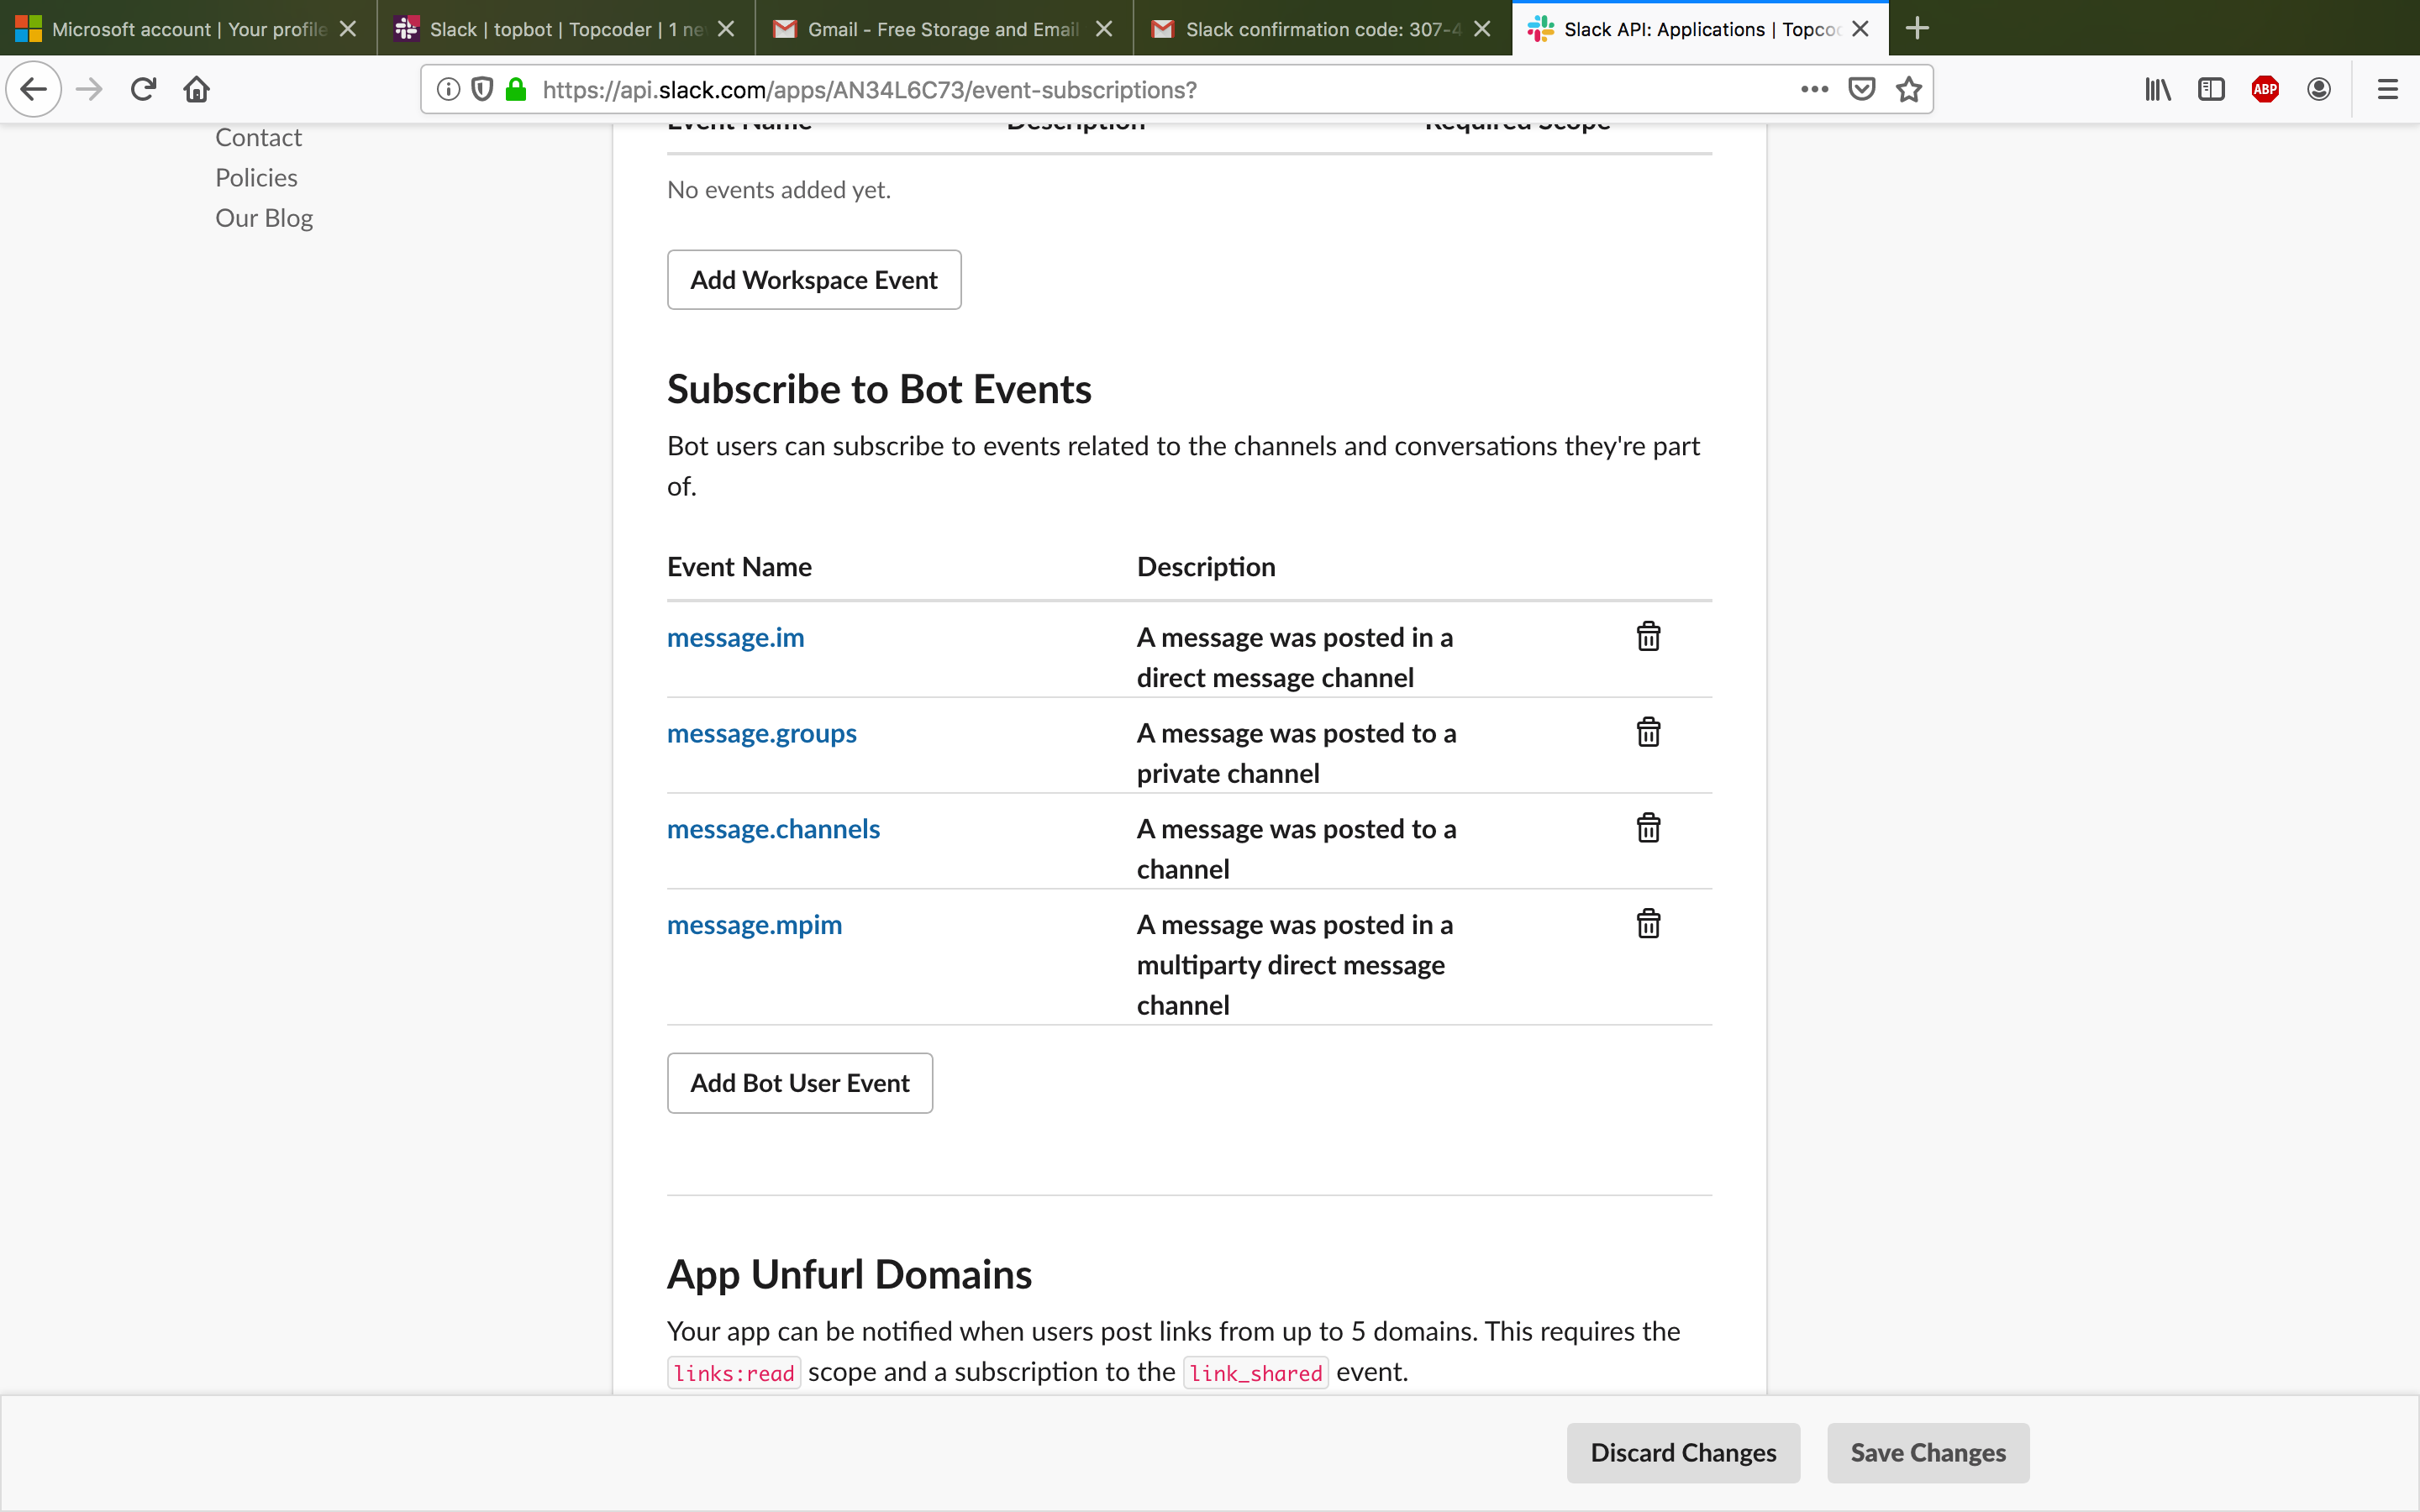 Microsoft account | Your profile
Slack | topbot | Topcoder | 1 ne
Gmail - Free Storage and Email
Slack confirmation code: 307-4
Slack API: Applications | Topcod
https://api.slack.com/apps/AN34L6C73/event-subscriptions?
ABP
Contact
Policies
Our Blog
Event Name Description Required Scope
No events added yet.
Add Workspace Event
Subscribe to Bot Events
Bot users can subscribe to events related to the channels and conversations they're part
of.
Event Name Description
message.im A message was posted in a
direct message channel
message.groups A message was posted to a
private channel
message.channels A message was posted to a
channel
message.mpim A message was posted in a
multiparty direct message
channel
Add Bot User Event
App Unfurl Domains
Your app can be notified when users post links from up to 5 domains. This requires the
links:read scope and a subscription to the link_shared event.
Discard Changes Save Changes